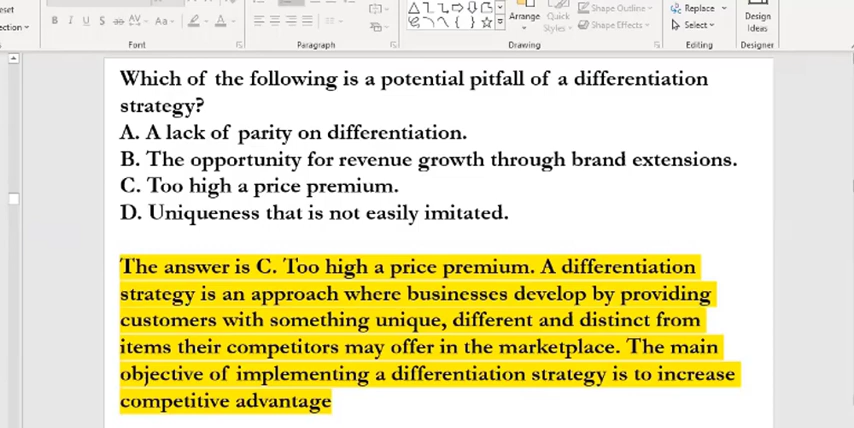 Font
Paragraph
Arrange
Quick
Styles
Shape Outline
Shape Effects
Drawing
Replace
Select
Editing
Design
Ideas
Designer
Which of the following is a potential pitfall of a differentiation
strategy?
A. A lack of parity on differentiation.
B. The opportunity for revenue growth through brand extensions.
C. Too high a price premium.
D. Uniqueness that is not easily imitated.
The answer is C. Too high a price premium. A differentiation
strategy is an approach where businesses develop by providing
customers with something unique, different and distinct from
items their competitors may offer in the marketplace. The main
objective of implementing a differentiation strategy is to increase
competitive advantage